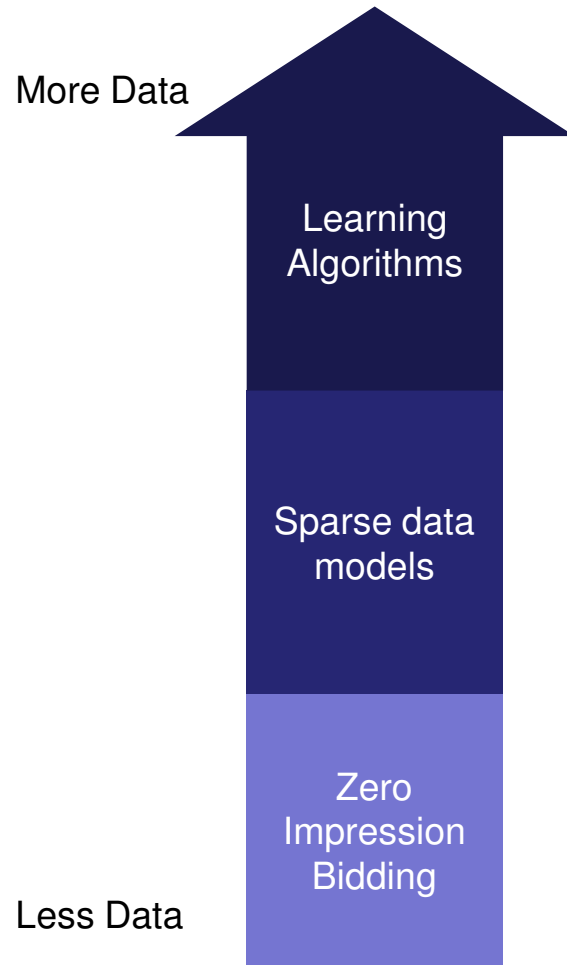 More Data
Learning
Algorithms
Sparse data
models
Zero
Impression
Bidding
Less Data